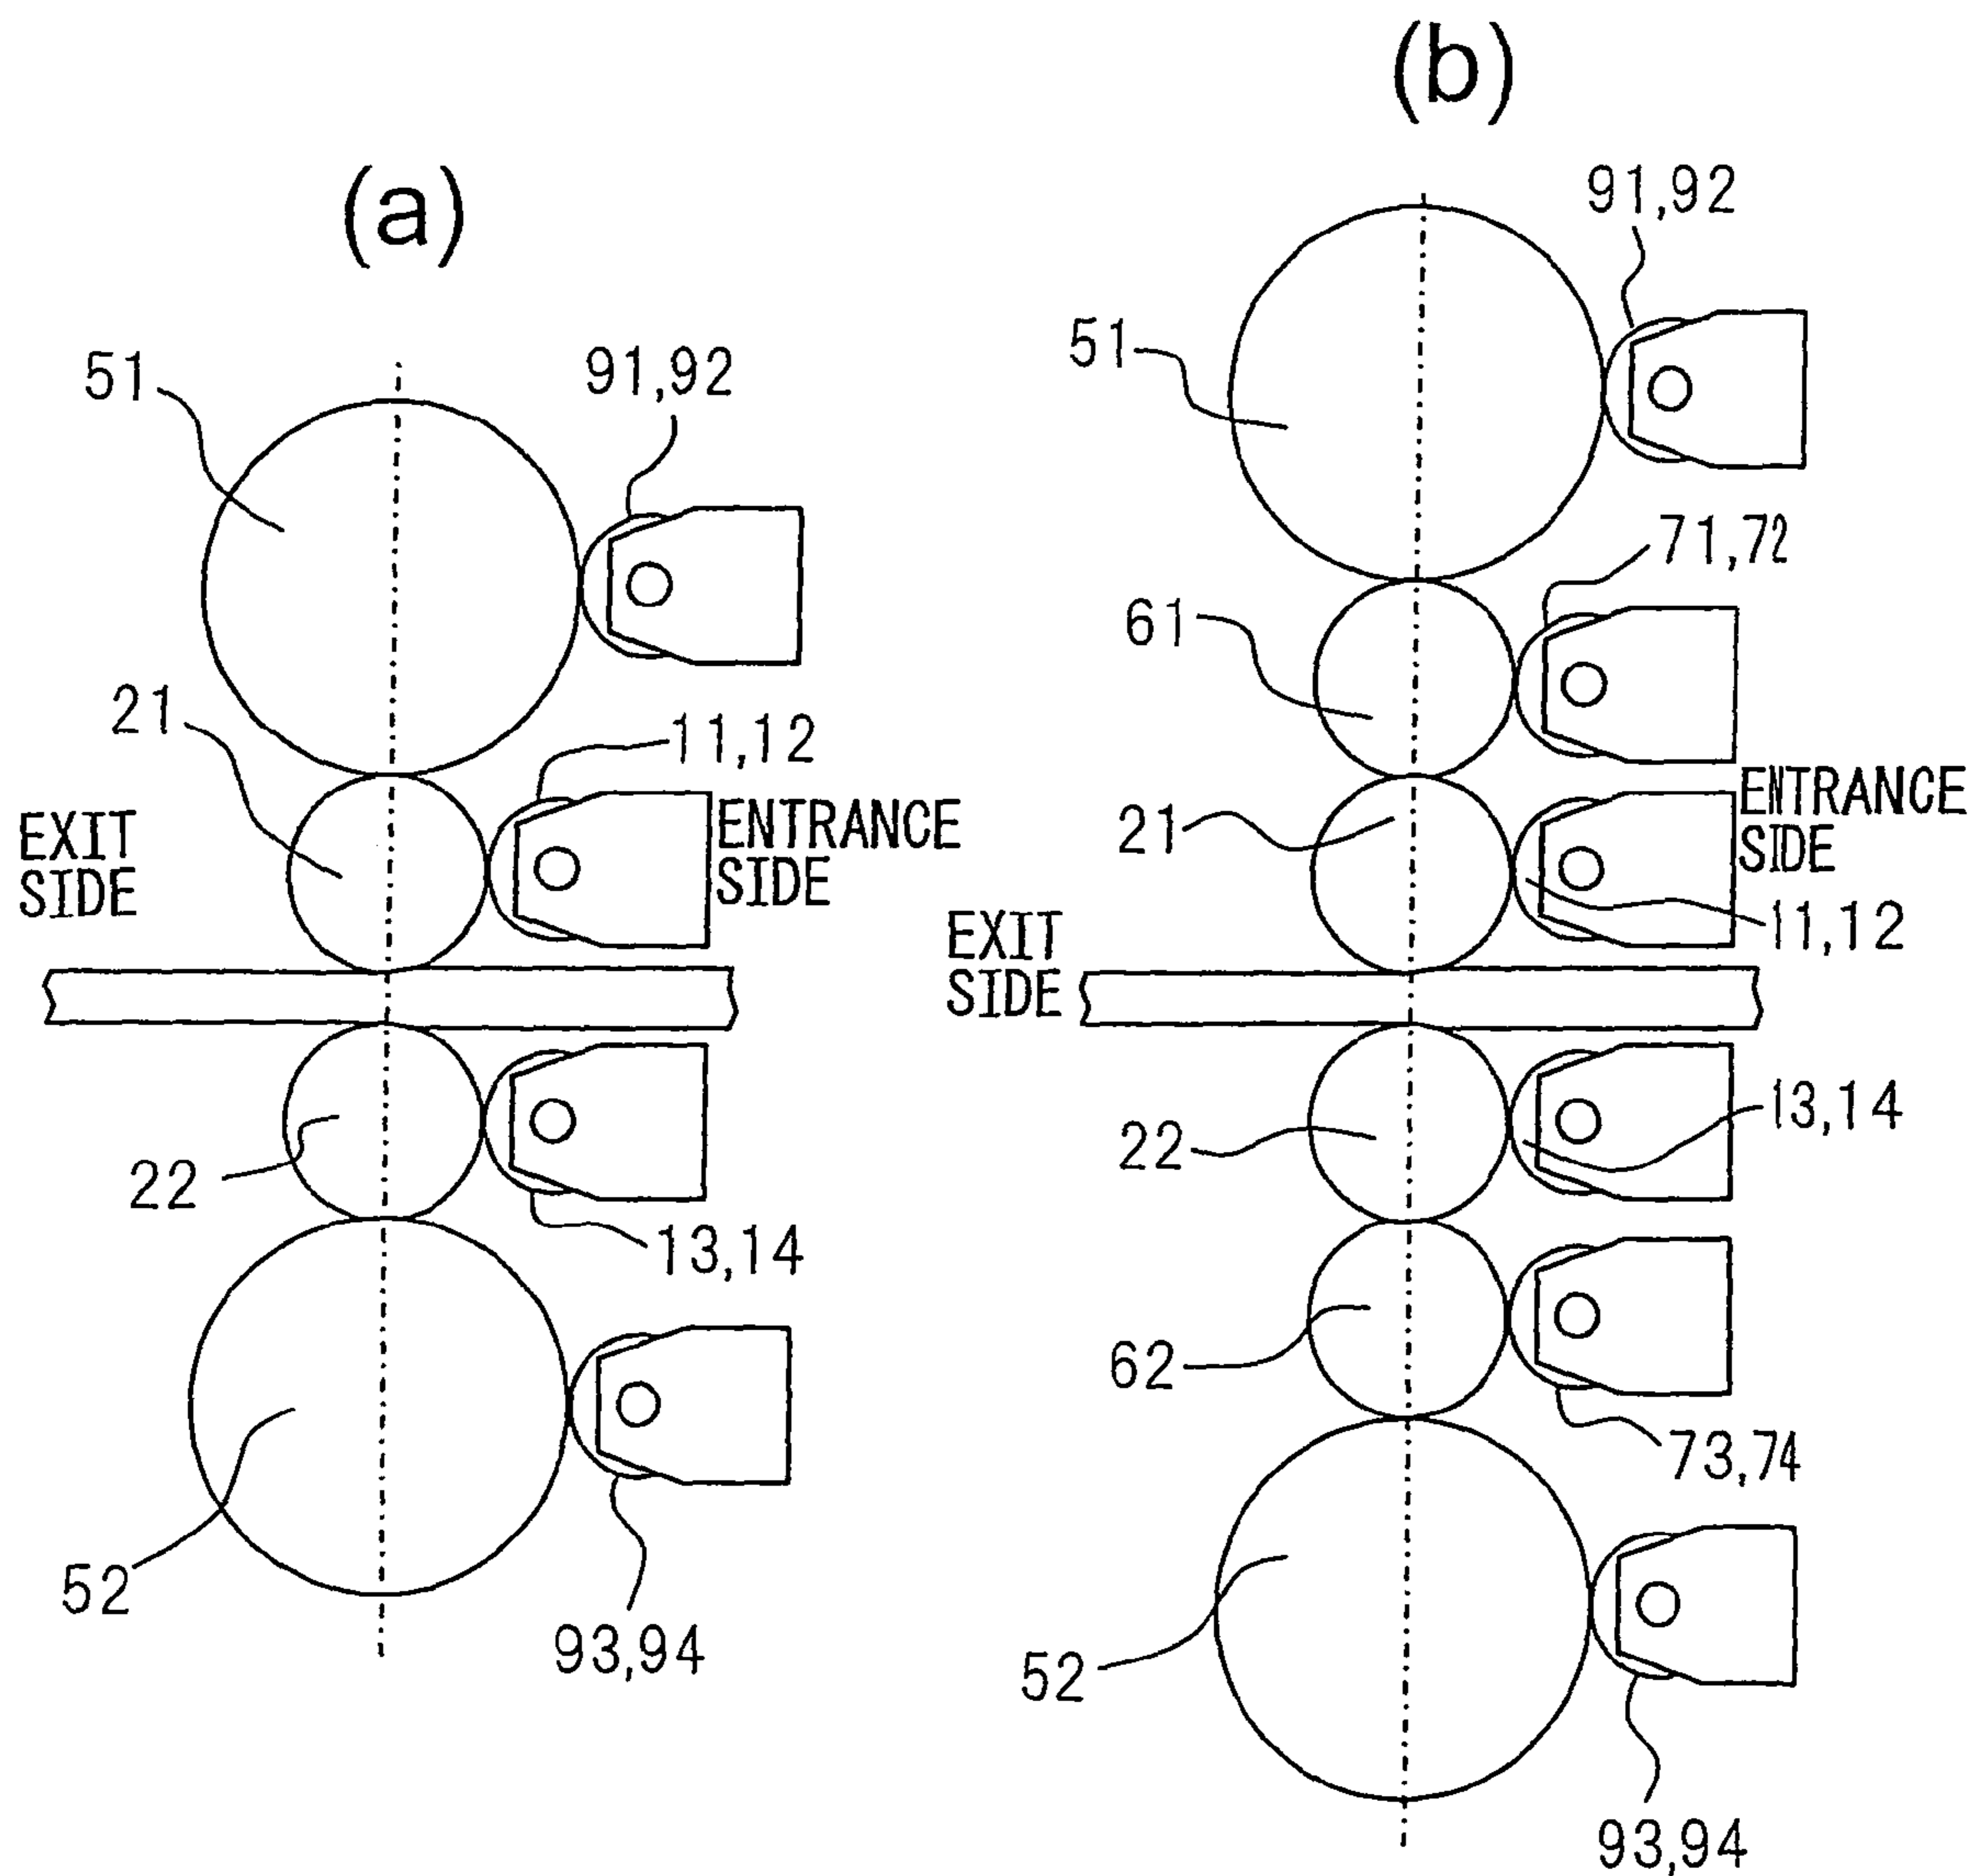 (a)
51
91,92
21
11,12
EXIT
SIDE
ENTRANCE
SIDE
22
13,14
52
93,94
(b)
91,92
51
71,72
61
21
ENTRANCE
SIDE
11,12
EXIT
SIDE
22
13,14
62
73,74
52
93,94